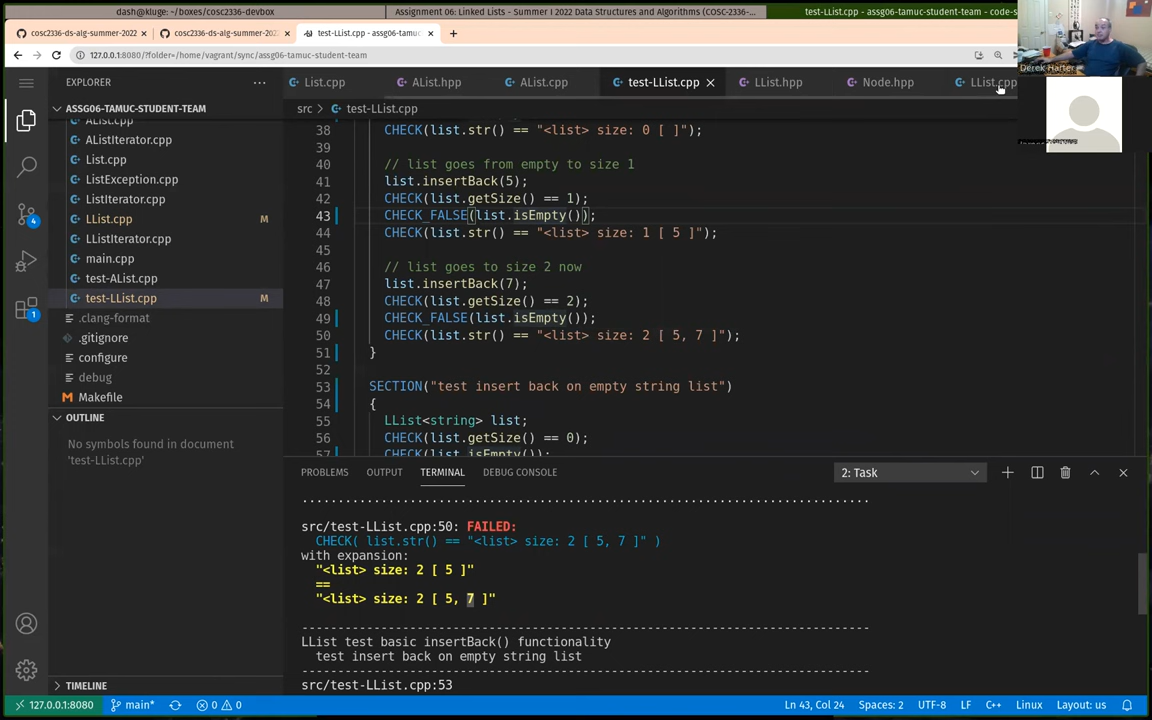 dash@kluge: ~/boxes/cosc2336-devbox
Assignment 06: Linked Lists - Summer I 2022 Data Structures and Algorithms (COSC-2336-...
test-LList.cpp - assg06-tamuc-student-team - code-s
cosc2336-ds-alg-summer-2022
cosc2336-ds-alg-summer-2022
test-LList.cpp - assg06-tamuc-
127.0.0.1:8080/?folder=/home/vagrant/sync/assg06-tamuc-student-team
Derek Harter
EXPLORER
List.cpp
AList.hpp
AList.cpp
test-LList.cpp
LList.hpp
Node.hpp
LList.cpp
ASSG06-TAMUC-STUDENT-TEAM
src > test-LList.cpp
AList.cpp
AListIterator.cpp
List.cpp
ListException.cpp
ListIterator.cpp
LList.cpp M
LListIterator.cpp
main.cpp
test-AList.cpp
test-LList.cpp M
.clang-format
.gitignore
configure
debug
Makefile
OUTLINE
No symbols found in document
'test-LList.cpp'
TIMELINE
4
1
38 CHECK(list.str() == "<list> size: 0 [ ]");
39
40 // list goes from empty to size 1
41 list.insertBack(5);
42 CHECK(list.getSize() == 1);
43 CHECK_FALSE(list.isEmpty());
44 CHECK(list.str() == "<list> size: 1 [ 5 ]");
45
46 // list goes to size 2 now
47 list.insertBack(7);
48 CHECK(list.getSize() == 2);
49 CHECK_FALSE(list.isEmpty());
50 CHECK(list.str() == "<list> size: 2 [ 5, 7 ]");
51 }
52
53 SECTION("test insert back on empty string list")
54 {
55 LList<string> list;
56 CHECK(list.getSize() == 0);
57 CHECK(list.isEmpty());
PROBLEMS OUTPUT TERMINAL DEBUG CONSOLE
2: Task
...............................................................................
src/test-LList.cpp:50: FAILED:
CHECK( list.str() == "<list> size: 2 [ 5, 7 ]" )
with expansion:
"<list> size: 2 [ 5 ]"
==
"<list> size: 2 [ 5, 7 ]"
-------------------------------------------------------------------------------
LList test basic insertBack() functionality
test insert back on empty string list
-------------------------------------------------------------------------------
src/test-LList.cpp:53
127.0.0.1:8080
main*
0 0
Ln 43, Col 24
Spaces: 2
UTF-8
LF
C++
Linux
Layout: us